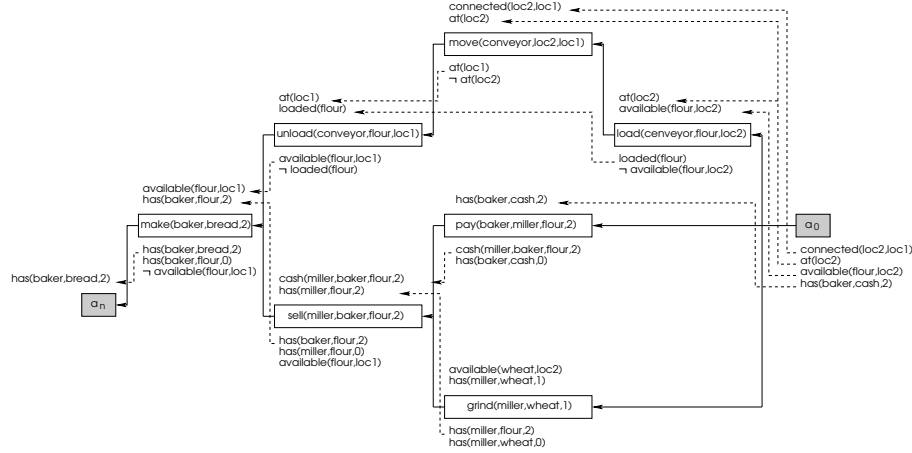 connected(loc2,loc1)
at(loc2)
move(conveyor,loc2,loc1)
at(loc1)
¬ at(loc2)
at(loc1)
loaded(flour)
at(loc2)
available(flour,loc2)
unload(conveyor,flour,loc1)
load(cenveyor,flour,loc2)
available(flour,loc1)
¬ loaded(flour)
loaded(flour)
¬ available(flour,loc2)
available(flour,loc1)
has(baker,flour,2)
has(baker,cash,2)
make(baker,bread,2)
pay(baker,miller,flour,2)
a0
has(baker,bread,2)
has(baker,flour,0)
¬ available(flour,loc1)
cash(miller,baker,flour,2)
has(baker,cash,0)
connected(loc2,loc1)
at(loc2)
available(flour,loc2)
has(baker,cash,2)
has(baker,bread,2)
an
cash(miller,baker,flour,2)
has(miller,flour,2)
sell(miller,baker,flour,2)
has(baker,flour,2)
has(miller,flour,0)
available(flour,loc1)
available(wheat,loc2)
has(miller,wheat,1)
grind(miller,wheat,1)
has(miller,flour,2)
has(miller,wheat,0)